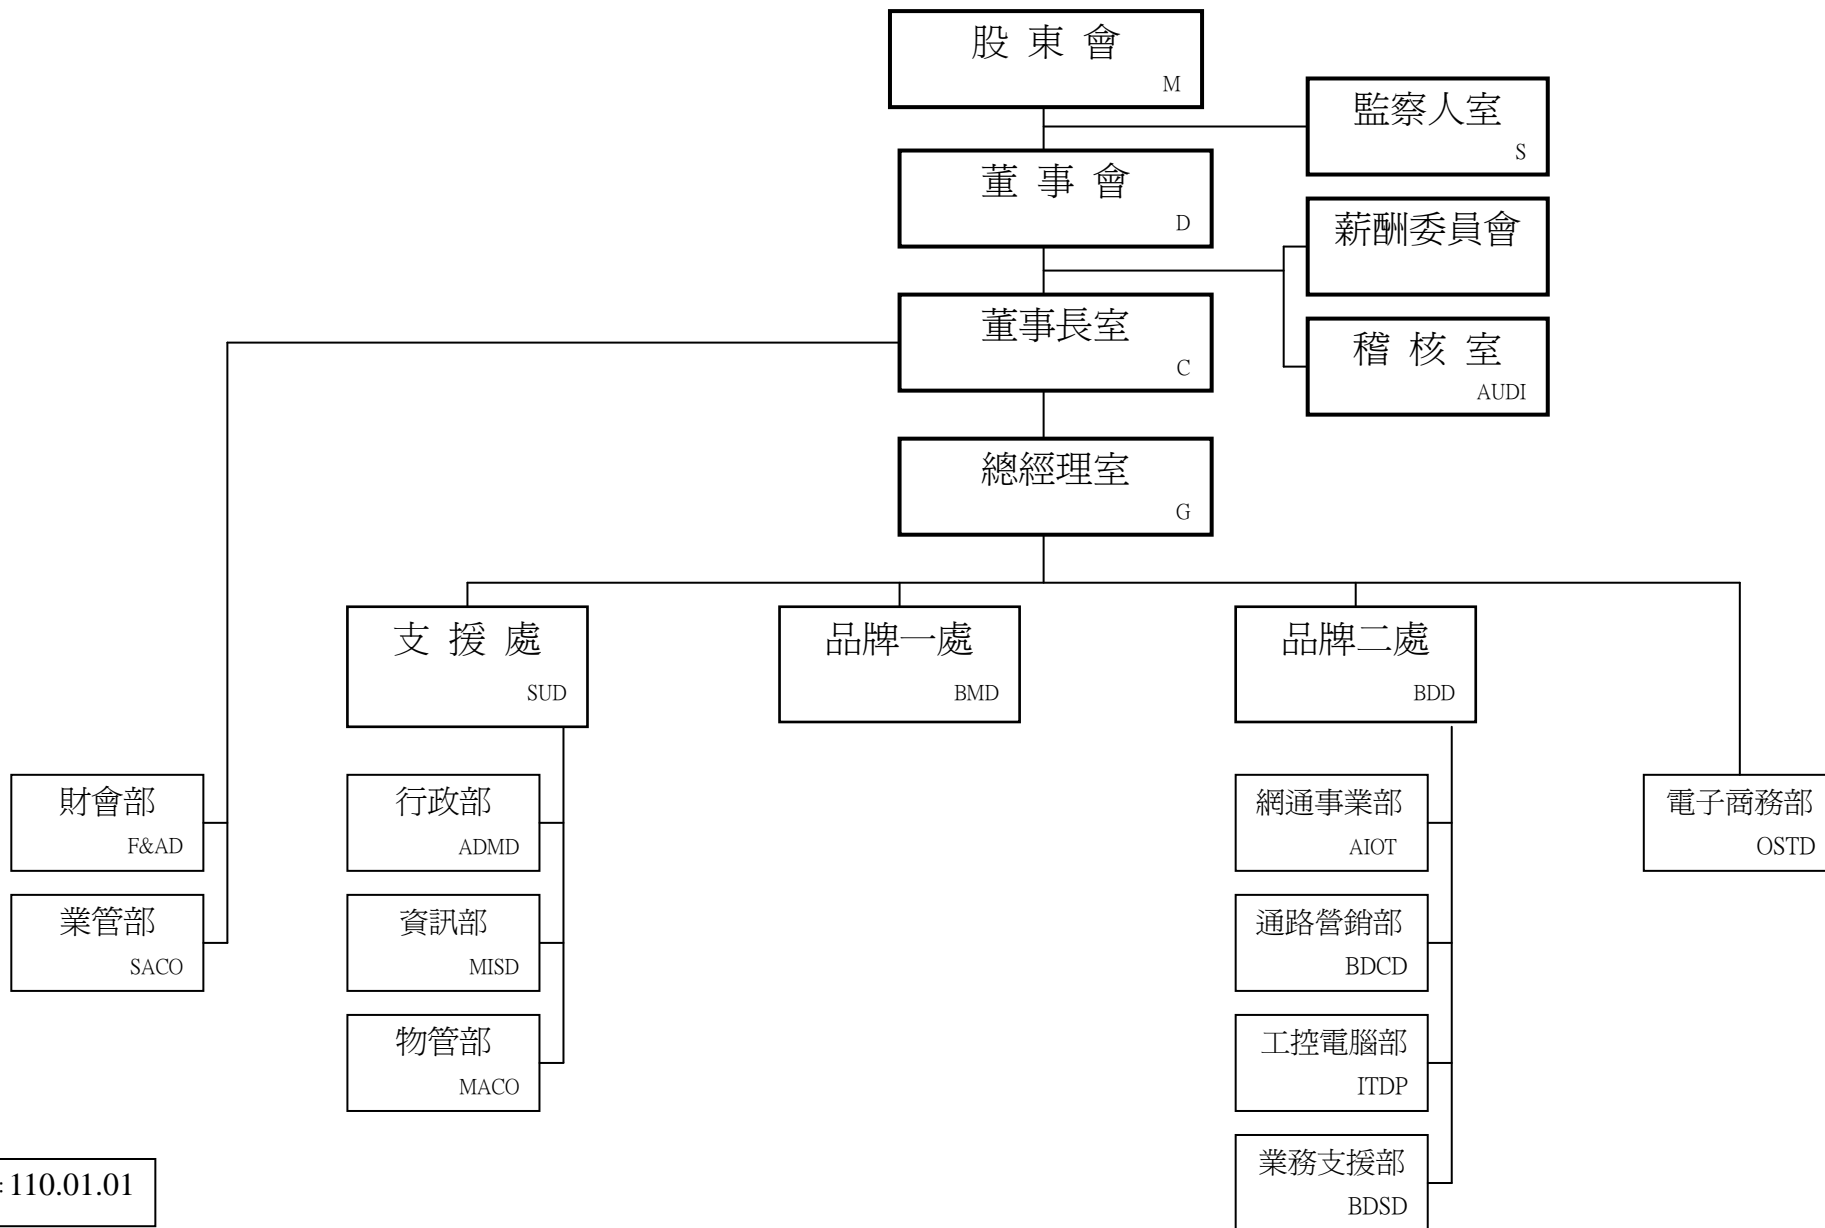 股 東 會
M
監察人室
S
董 事 會
D
薪酬委員會
董事長室
C
稽 核 室
AUDI
總經理室
G
支 援 處
SUD
品牌一處
BMD
品牌二處
BDD
財會部
F&AD
行政部
ADMD
網通事業部
AIOT
電子商務部
OSTD
業管部
SACO
資訊部
MISD
通路營銷部
BDCD
物管部
MACO
工控電腦部
ITDP
業務支援部
BDSD
110.01.01